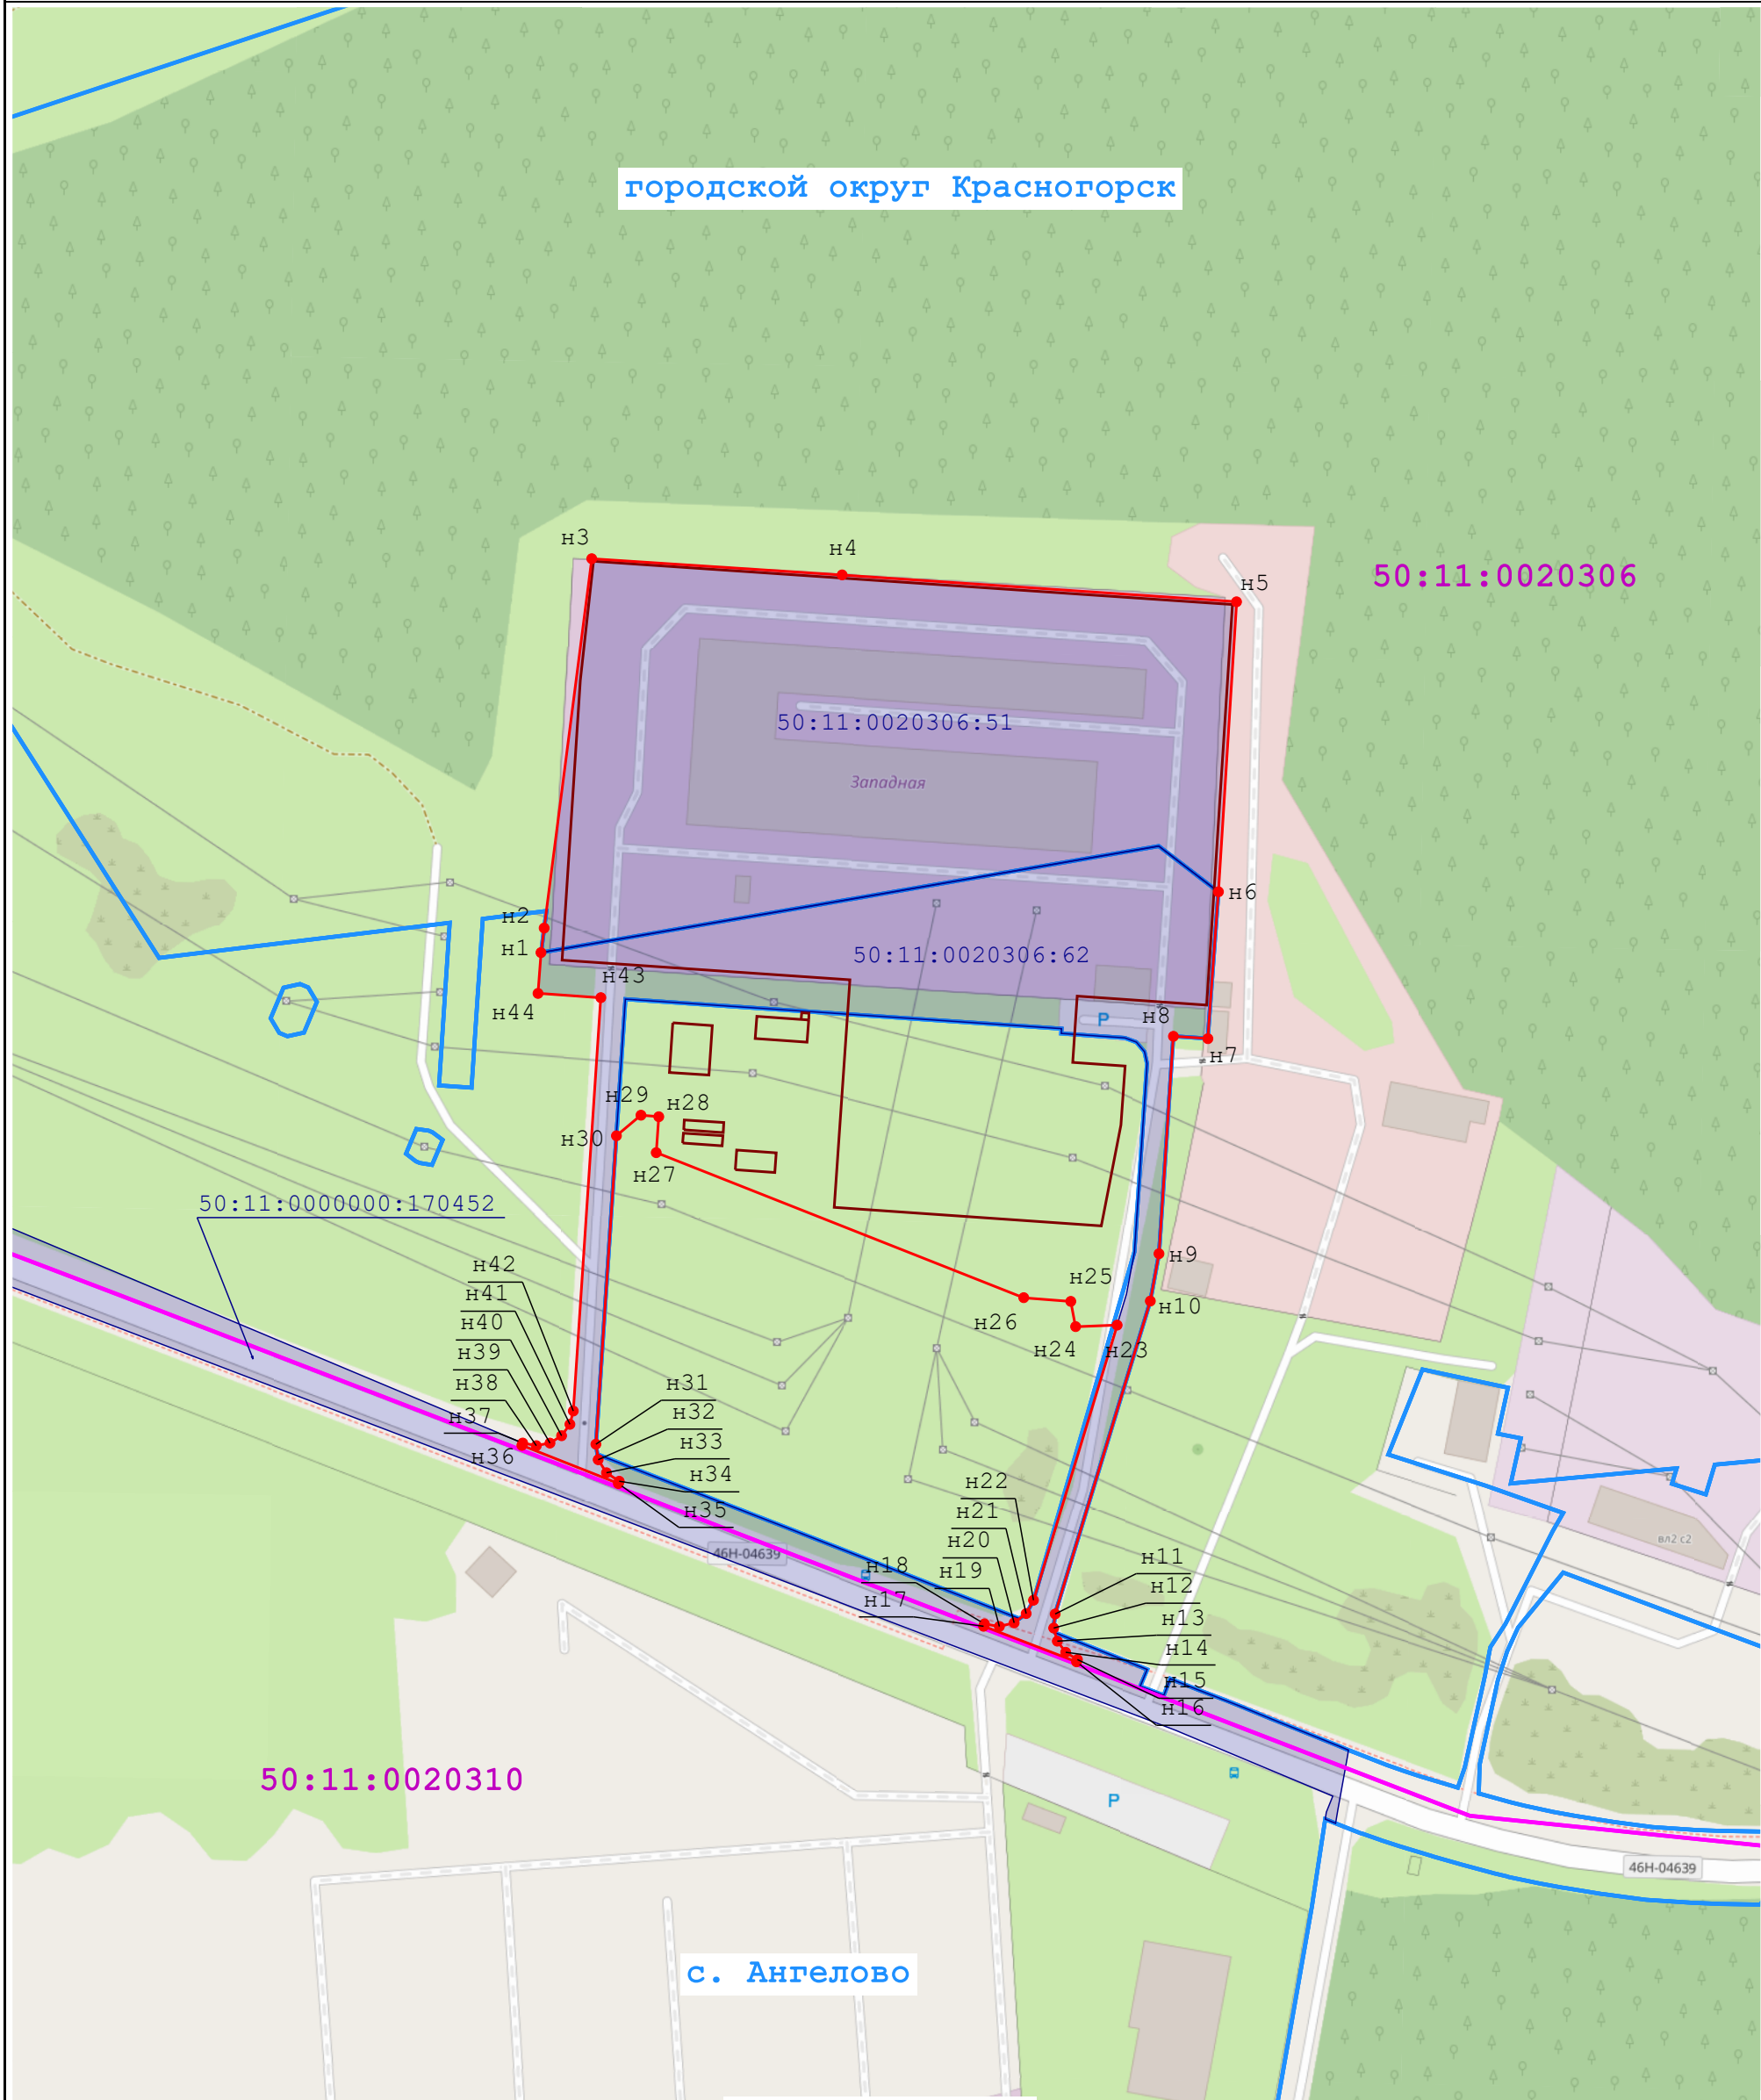 городской округ Красногорск
н3
н4
50:11:0020306
н5
50:11:0020306:51
Западная
н6
н2
н1
50:11:0020306:62
н43
н44
н8
P
н7
н29
н28
н30
н27
50:11:0000000:170452
н42
н9
н25
н41
н10
н26
н40
н24
н23
н39
н38
н31
н37
н32
н36
н33
н34
н22
н35
н21
вл2 с2
н20
46Н-04639
н11
н18
н19
н12
н17
н13
н14
н15
н16
50:11:0020310
P
46Н-04639
с. Ангелово